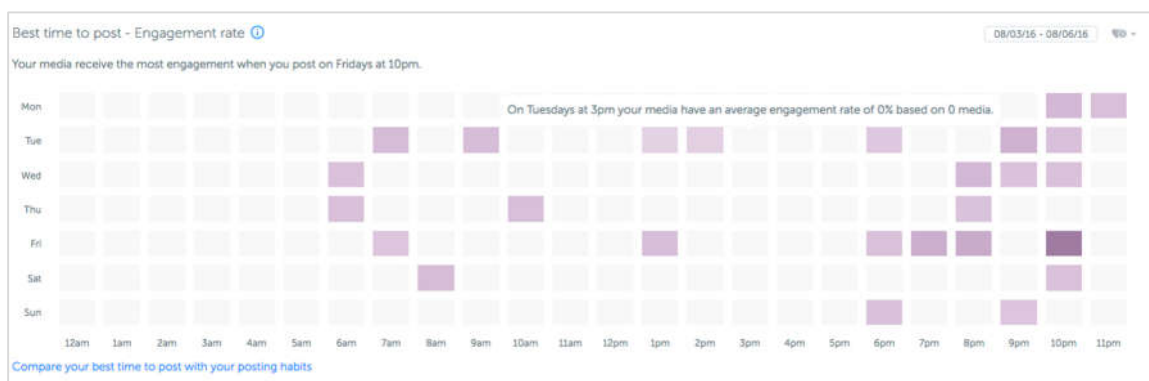 Best time to post - Engagement rate
08/03/16 - 08/06/16
Your media receive the most engagement when you post on Fridays at 10pm.
Mon
On Tuesdays at 3pm your media have an average engagement rate of 0% based on 0 media.
Tue
Wed
Thu
Fri
Sat
Sun
12am 1am 2am 3am 4am 5am 6am 7am 8am 9am 10am 11am 12pm 1pm 2pm 3pm 4pm 5pm 6pm 7pm 8pm 9pm 10pm 11pm
Compare your best time to post with your posting habits